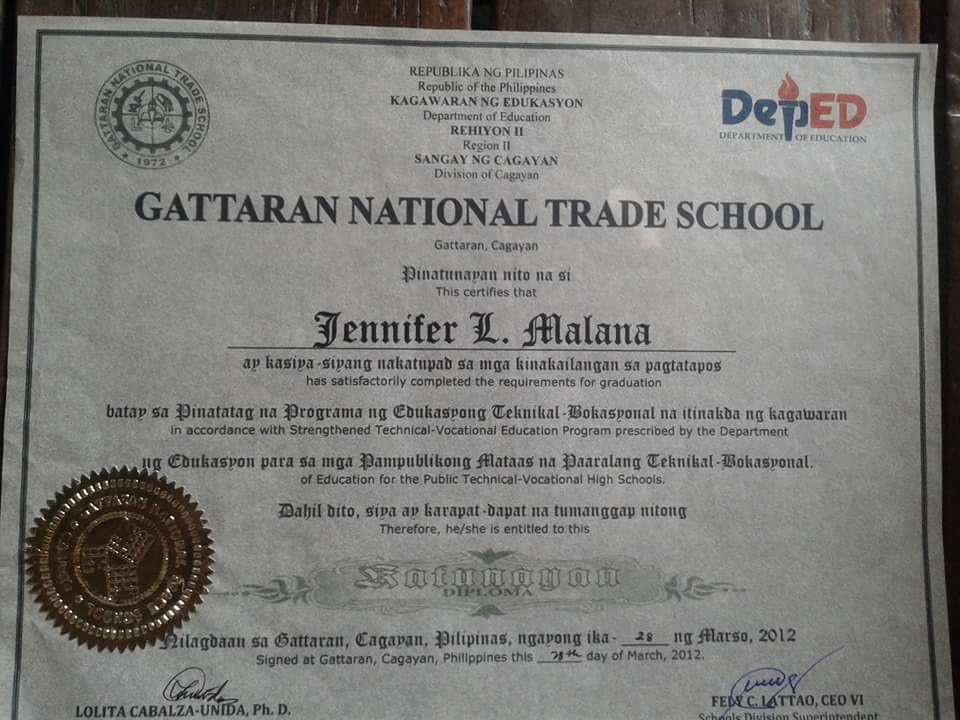 GATTARAN NATIONAL TRADE SCHOOL
1972
REPUBLIKA NG PILIPINAS
Republic of the Philippines
KAGAWARAN NG EDUKASYON
Department of Education
REHIYON II
Region II
SANGAY NG CAGAYAN
Division of Cagayan
DepED
DEPARTMENT OF EDUCATION
GATTARAN NATIONAL TRADE SCHOOL
Gattaran, Cagayan
Pinatunayan nito na si
This certifies that
Jennifer L. Malana
ay kasiya-siyang nakatupad sa mga kinakailangan sa pagtatapos
has satisfactorily completed the requirements for graduation
batay sa Pinatatag na Programa ng Edukasyong Teknikal-Bokasyonal na itinakda ng kagawaran
in accordance with Strengthened Technical-Vocational Education Program prescribed by the Department
ng Edukasyon para sa mga Pampublikong Mataas na Paaralang Teknikal-Bokasyonal.
of Education for the Public Technical-Vocational High Schools.
Dahil dito, siya ay karapat-dapat na tumanggap nitong
Therefore, he/she is entitled to this
Katunayan
DIPLOMA
Nilagdaan sa Gattaran, Cagayan, Pilipinas, ngayong ika- 28 ng Marso, 2012
Signed at Gattaran, Cagayan, Philippines this 28th day of March, 2012.
LOLITA CABALZA-UNIDA, Ph. D.
FELY C. LATTAO, CEO VI
Schools Division Superintendent